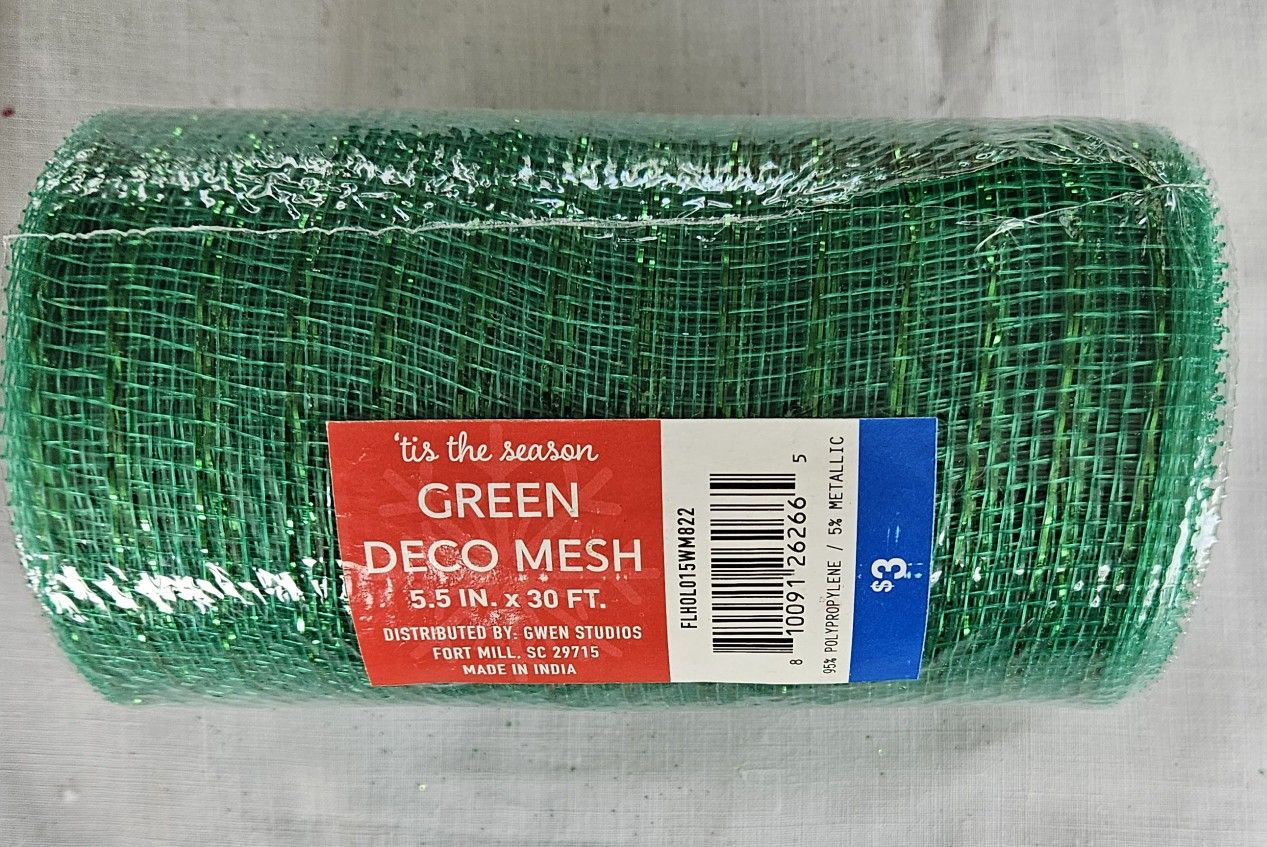 'tis the season
GREEN
DECO MESH
5.5 IN. x 30 FT.
DISTRIBUTED BY: GWEN STUDIOS
FORT MILL, SC 29715
MADE IN INDIA
FLHOL015WM822
8 10091 26266 5
95% POLYPROPYLENE / 5% METALLIC
$3